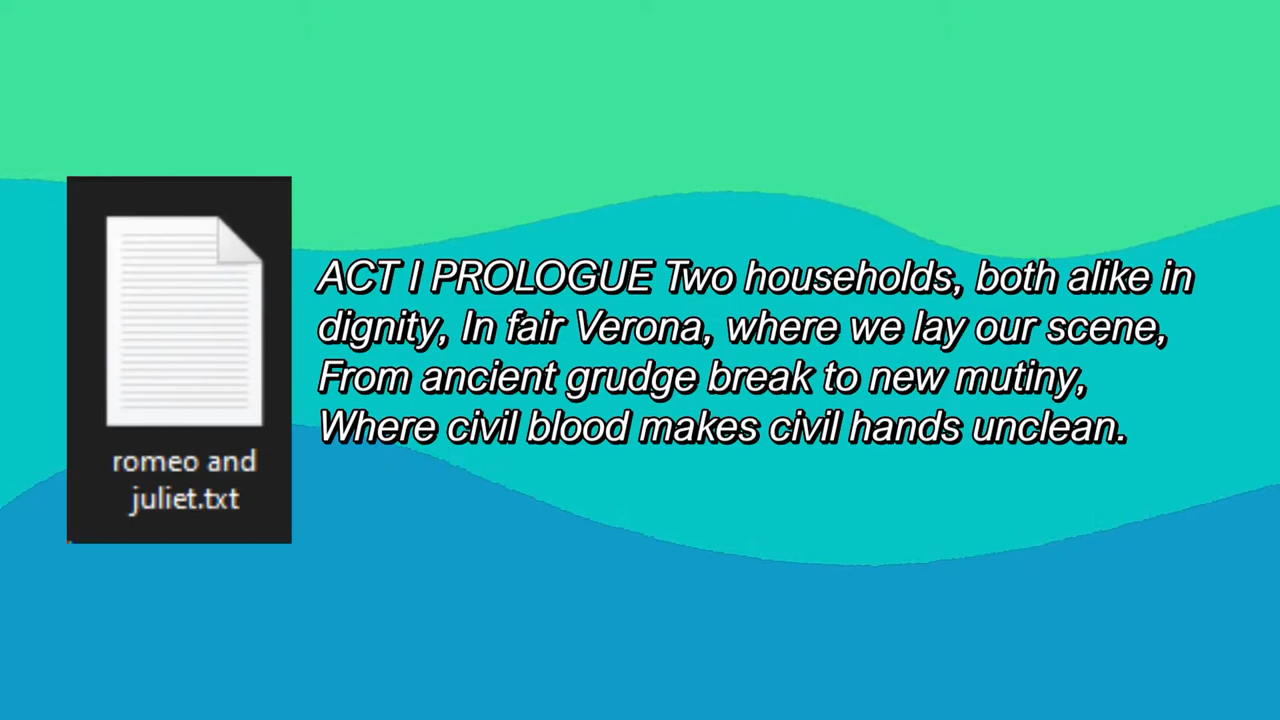 romeo and
juliet.txt
ACT I PROLOGUE Two households, both alike in
dignity, In fair Verona, where we lay our scene,
From ancient grudge break to new mutiny,
Where civil blood makes civil hands unclean.